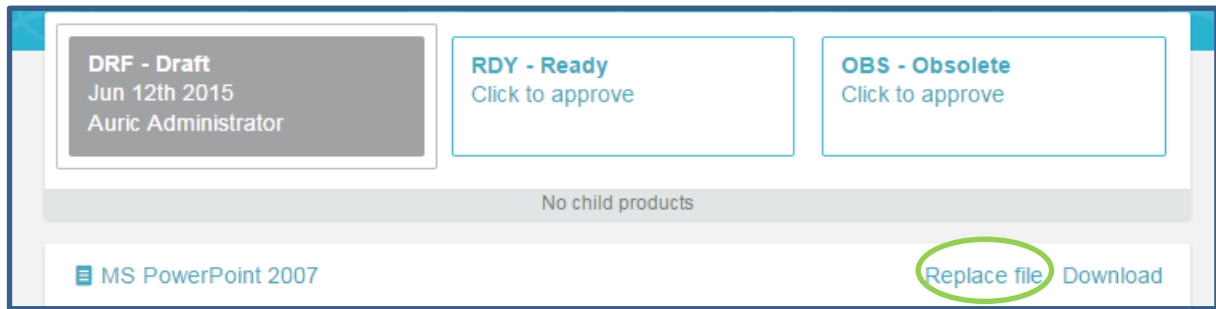 DRF - Draft
Jun 12th 2015
Auric Administrator
RDY - Ready
Click to approve
OBS - Obsolete
Click to approve
No child products
MS PowerPoint 2007
Replace file Download